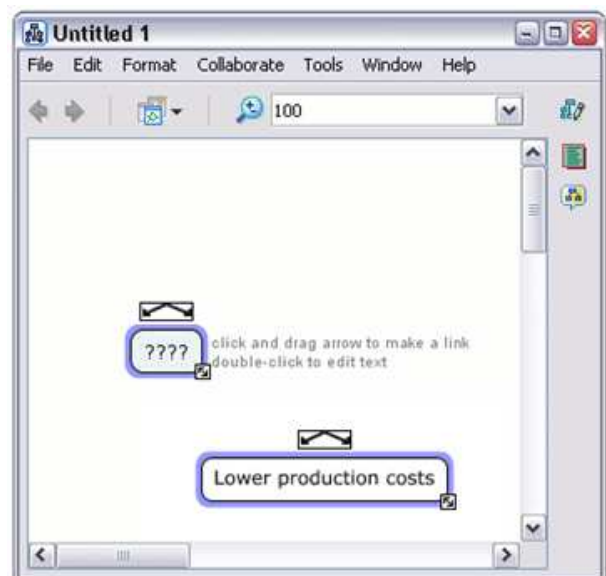 Untitled 1
File Edit Format Collaborate Tools Window Help
100
????
click and drag arrow to make a link
double-click to edit text
Lower production costs